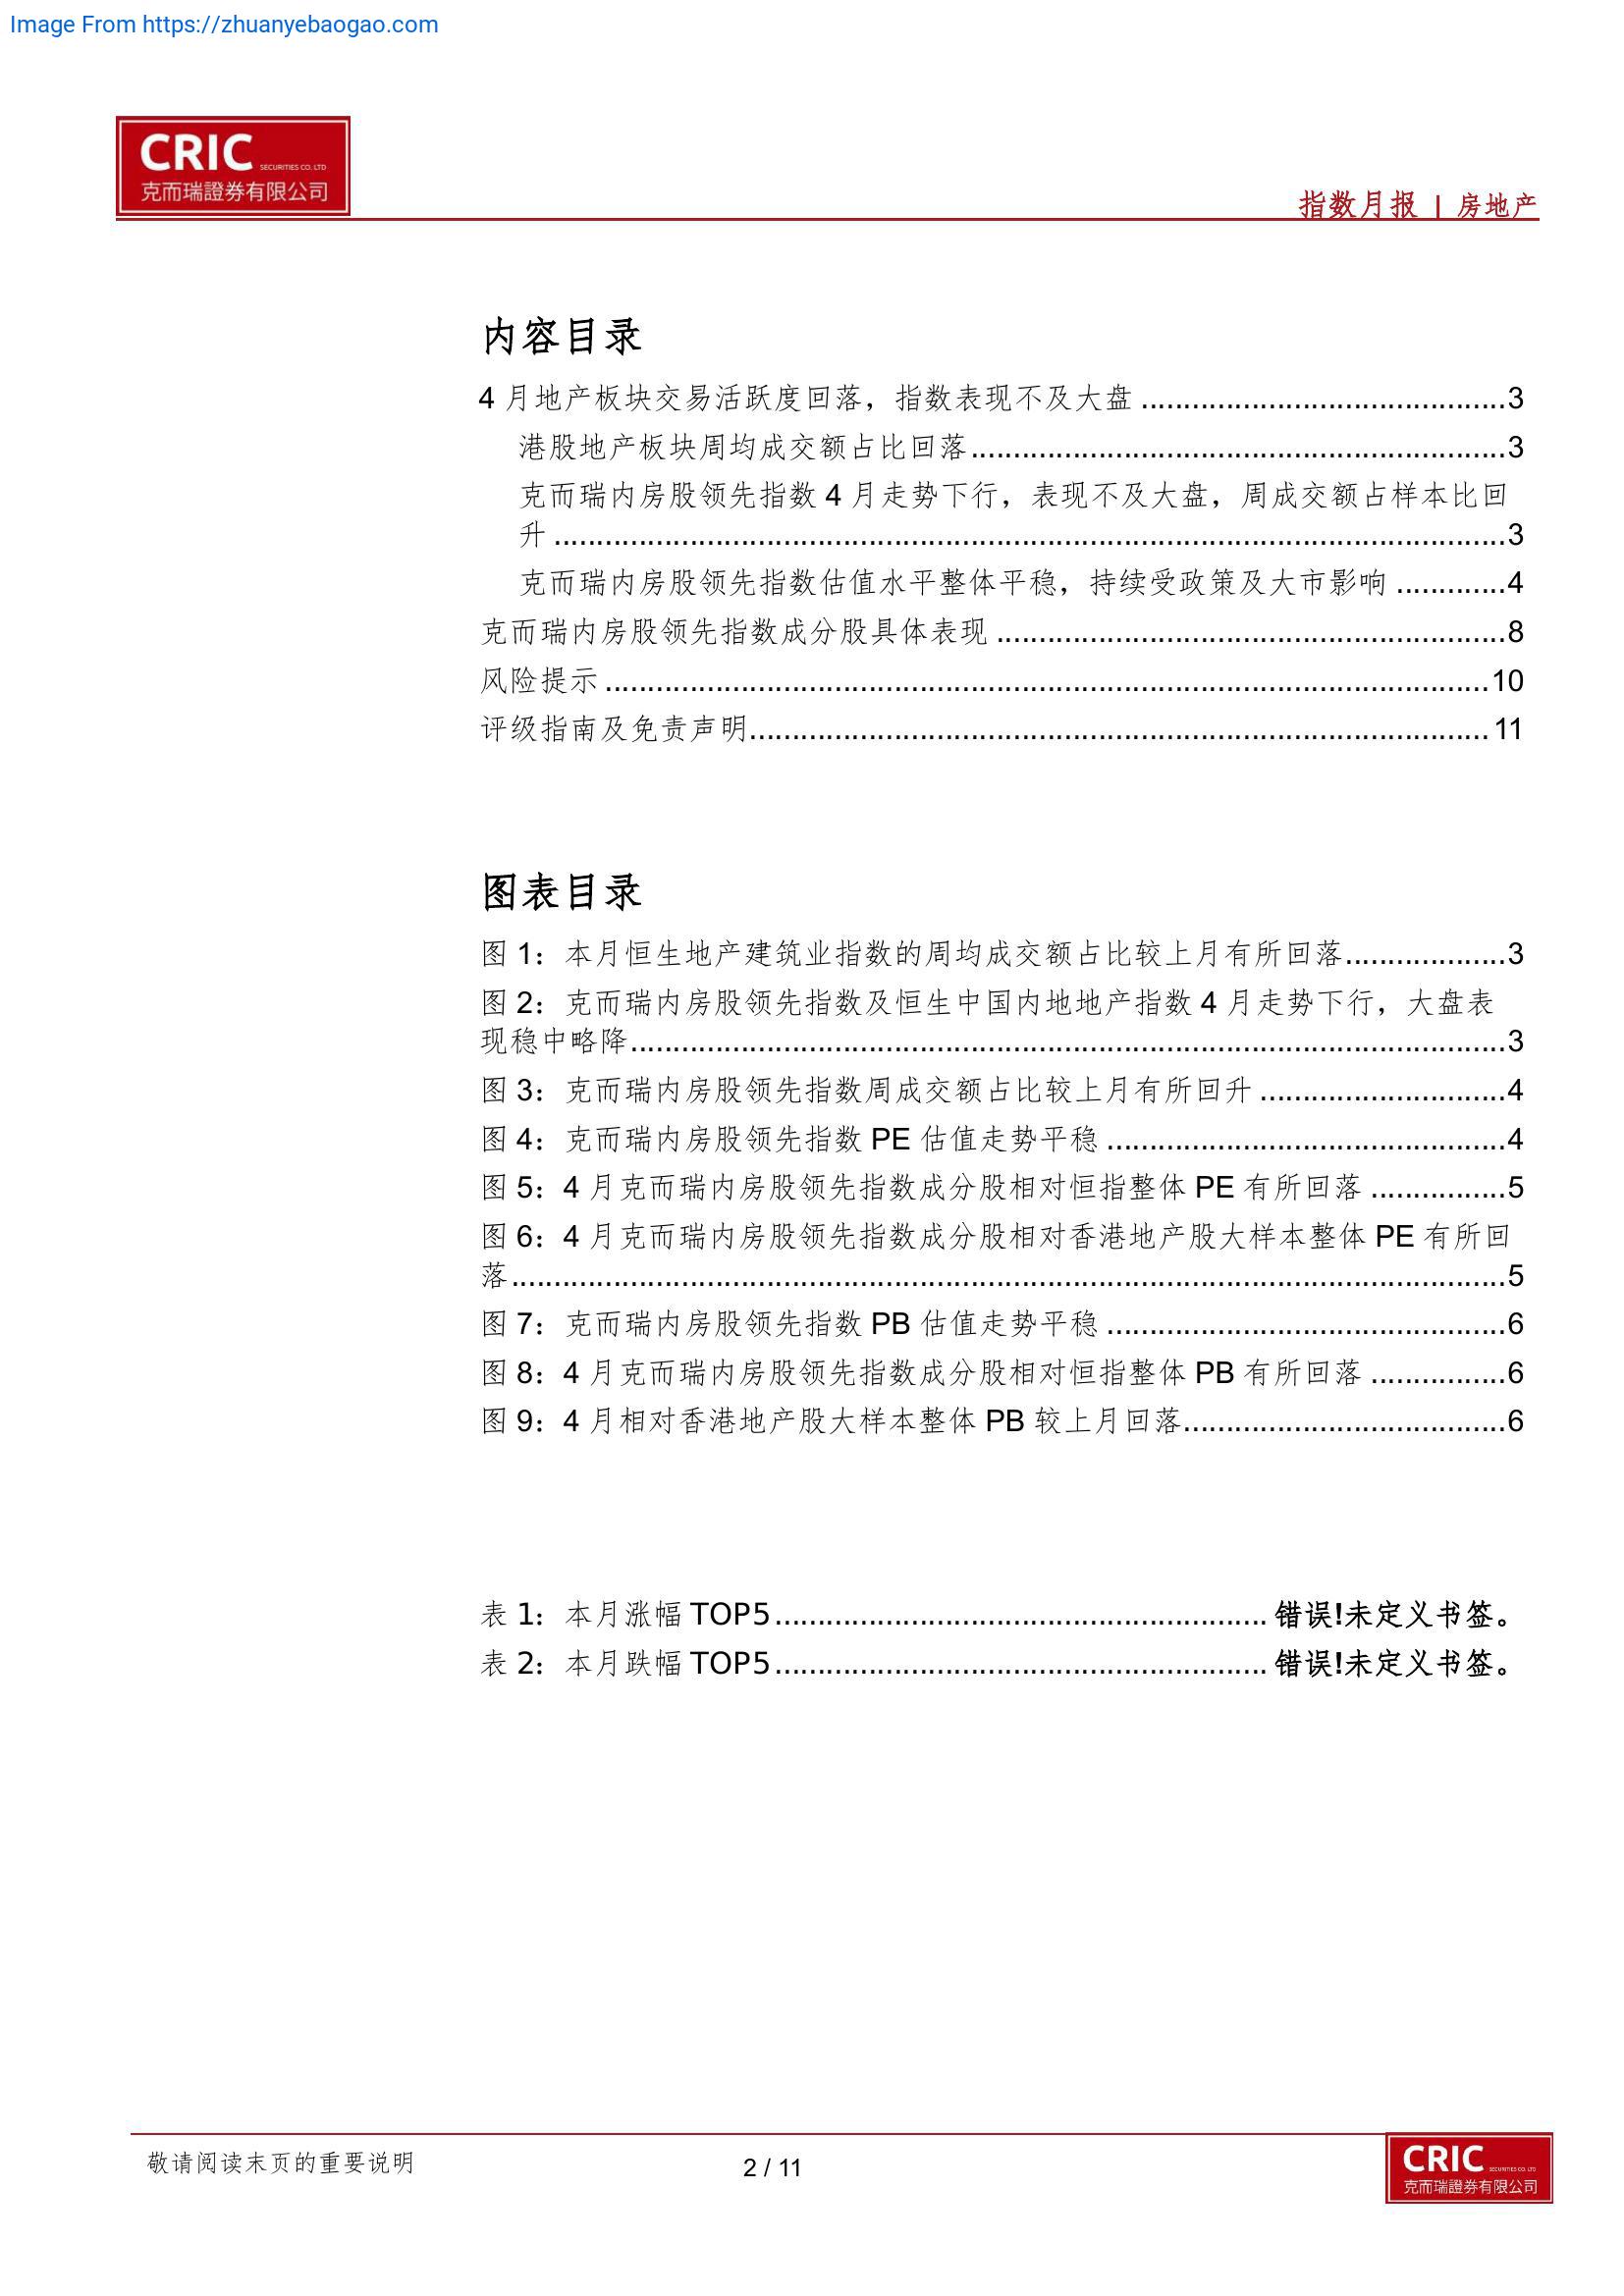 Image From https://zhuanyebaogao.com
CRIC SECURITIES CO. LTD
克而瑞證券有限公司
指数月报 | 房地产
内容目录
4 月地产板块交易活跃度回落，指数表现不及大盘 ...........................................3
港股地产板块周均成交额占比回落...............................................................3
克而瑞内房股领先指数 4 月走势下行，表现不及大盘，周成交额占样本比回
升 ................................................................................................................3
克而瑞内房股领先指数估值水平整体平稳，持续受政策及大市影响 .............4
克而瑞内房股领先指数成分股具体表现 ............................................................8
风险提示 ........................................................................................................10
评级指南及免责声明.......................................................................................11
图表目录
图 1：本月恒生地产建筑业指数的周均成交额占比较上月有所回落...................3
图 2：克而瑞内房股领先指数及恒生中国内地地产指数 4 月走势下行，大盘表
现稳中略降.......................................................................................................3
图 3：克而瑞内房股领先指数周成交额占比较上月有所回升 .............................4
图 4：克而瑞内房股领先指数 PE 估值走势平稳 ...............................................4
图 5：4 月克而瑞内房股领先指数成分股相对恒指整体 PE 有所回落 ................5
图 6：4 月克而瑞内房股领先指数成分股相对香港地产股大样本整体 PE 有所回
落.....................................................................................................................5
图 7：克而瑞内房股领先指数 PB 估值走势平稳 ...............................................6
图 8：4 月克而瑞内房股领先指数成分股相对恒指整体 PB 有所回落 ................6
图 9：4 月相对香港地产股大样本整体 PB 较上月回落......................................6
表 1：本月涨幅 TOP5.......................................................... 错误!未定义书签。
表 2：本月跌幅 TOP5.......................................................... 错误!未定义书签。
敬请阅读末页的重要说明
2 / 11
CRIC SECURITIES CO. LTD
克而瑞證券有限公司